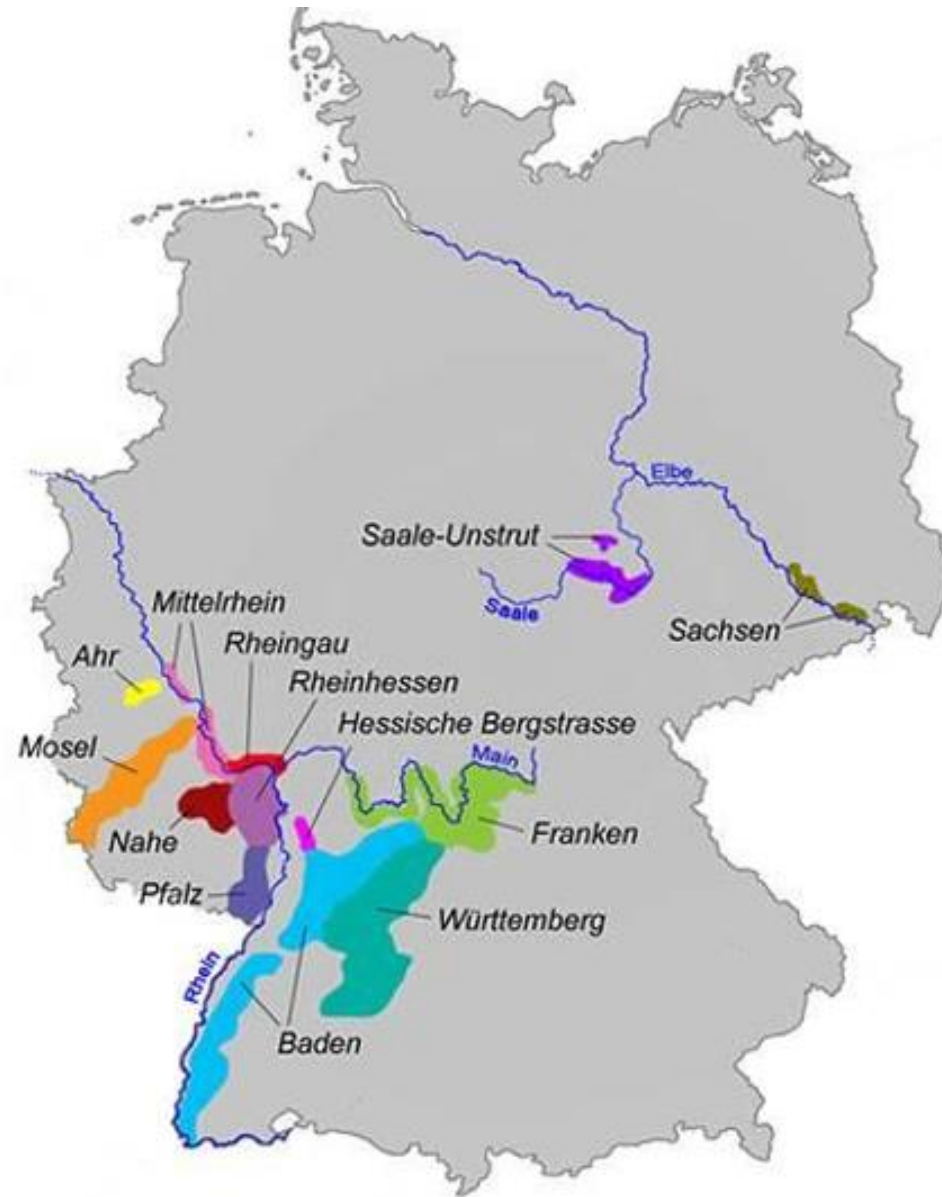 Elbe
Saale-Unstrut
Saale
Mittelrhein
Sachsen
Rheingau
Ahr
Rheinhessen
Hessische Bergstrasse
Mosel
Main
Franken
Nahe
Pfalz
Württemberg
Rhein
Baden